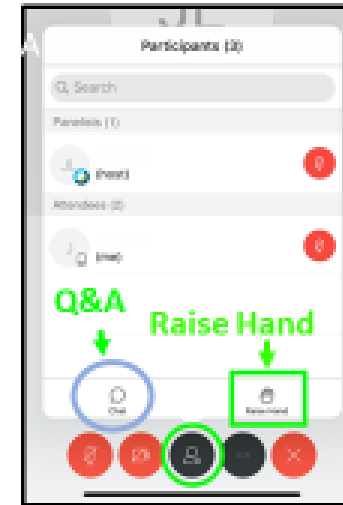 A
Participants (3)
Search
Panelists (1)
(host)
Attendees (2)
(me)
Q&A
Raise Hand
Chat
Raise Hand